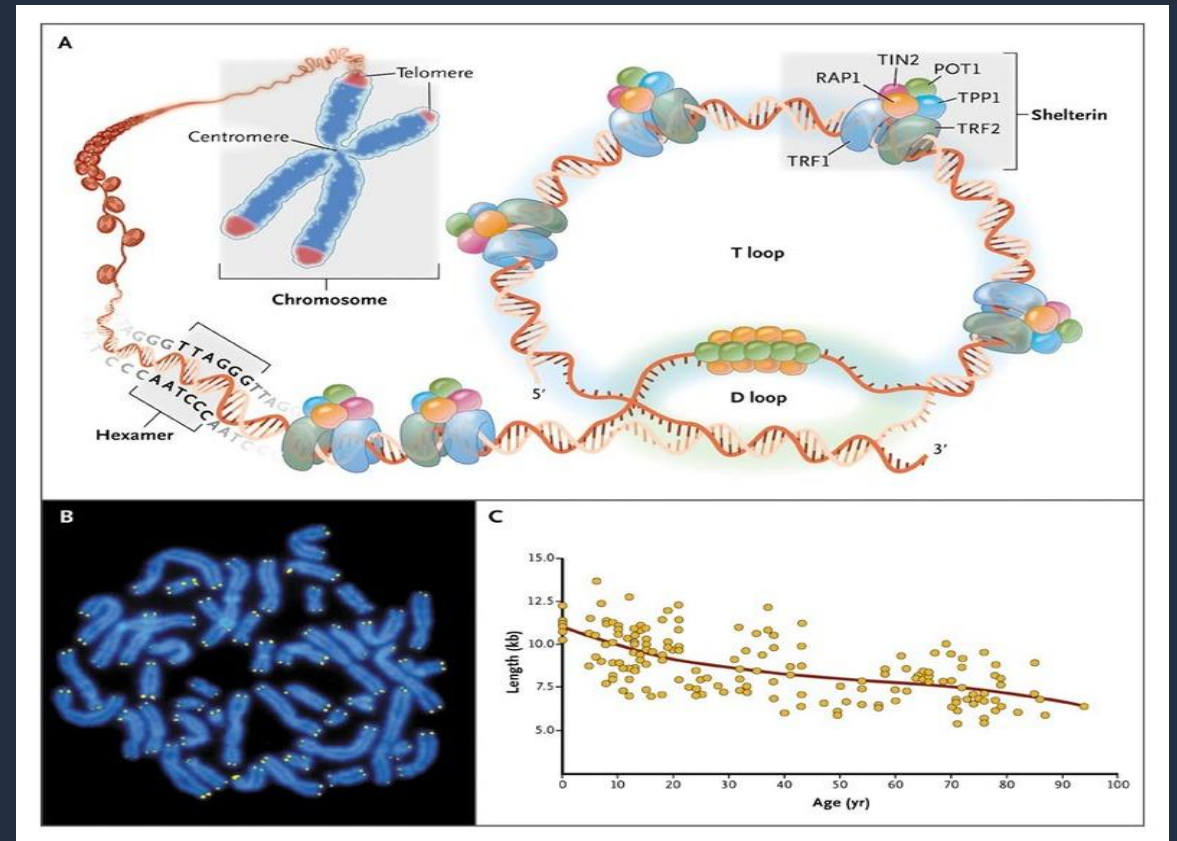 A
Telomere
Centromere
Chromosome
AGGGTTAGGGTTAG
TCCCAATCCCAATCCC
Hexamer
TIN2
RAP1
POT1
TPP1
Shelterin
TRF2
TRF1
T loop
5'
D loop
3'
B
C
15.0
12.5
10.0
7.5
5.0
Length (kb)
0 10 20 30 40 50 60 70 80 90 100
Age (yr)